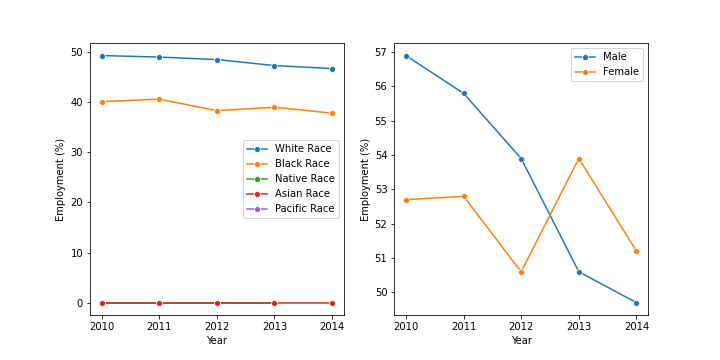 50
40
30
20
10
0
Employment (%)
2010 2011 2012 2013 2014
Year
White Race
Black Race
Native Race
Asian Race
Pacific Race
57
56
55
54
53
52
51
50
Employment (%)
2010 2011 2012 2013 2014
Year
Male
Female